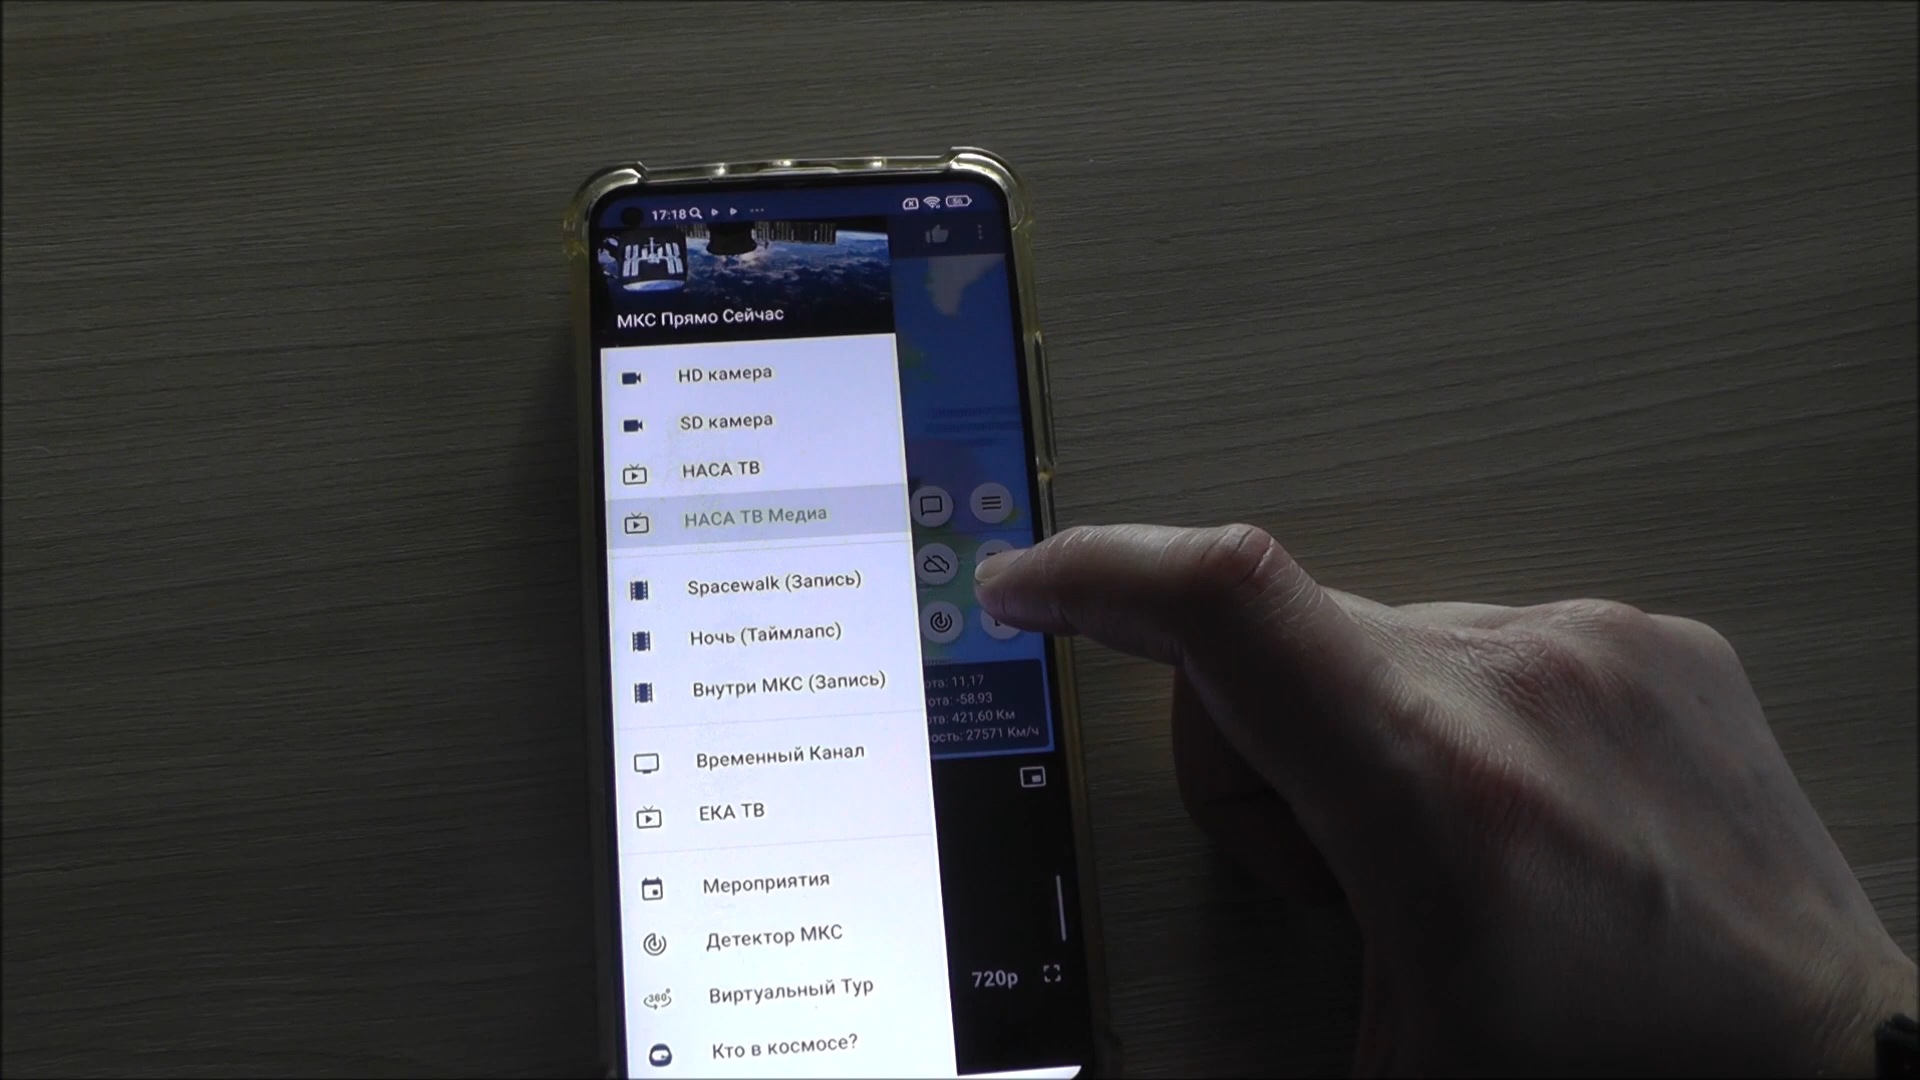 17:18
56
МКС Прямо Сейчас
HD камера
SD камера
НАСА ТВ
НАСА ТВ Медиа
Spacewalk (Запись)
Ночь (Таймлапс)
Внутри МКС (Запись)
ота: 11,17
ота: -58,93
ота: 421,60 Км
ость: 27571 Км/ч
Временный Канал
ЕКА ТВ
Мероприятия
Детектор МКС
720p
360°
Виртуальный Тур
Кто в космосе?